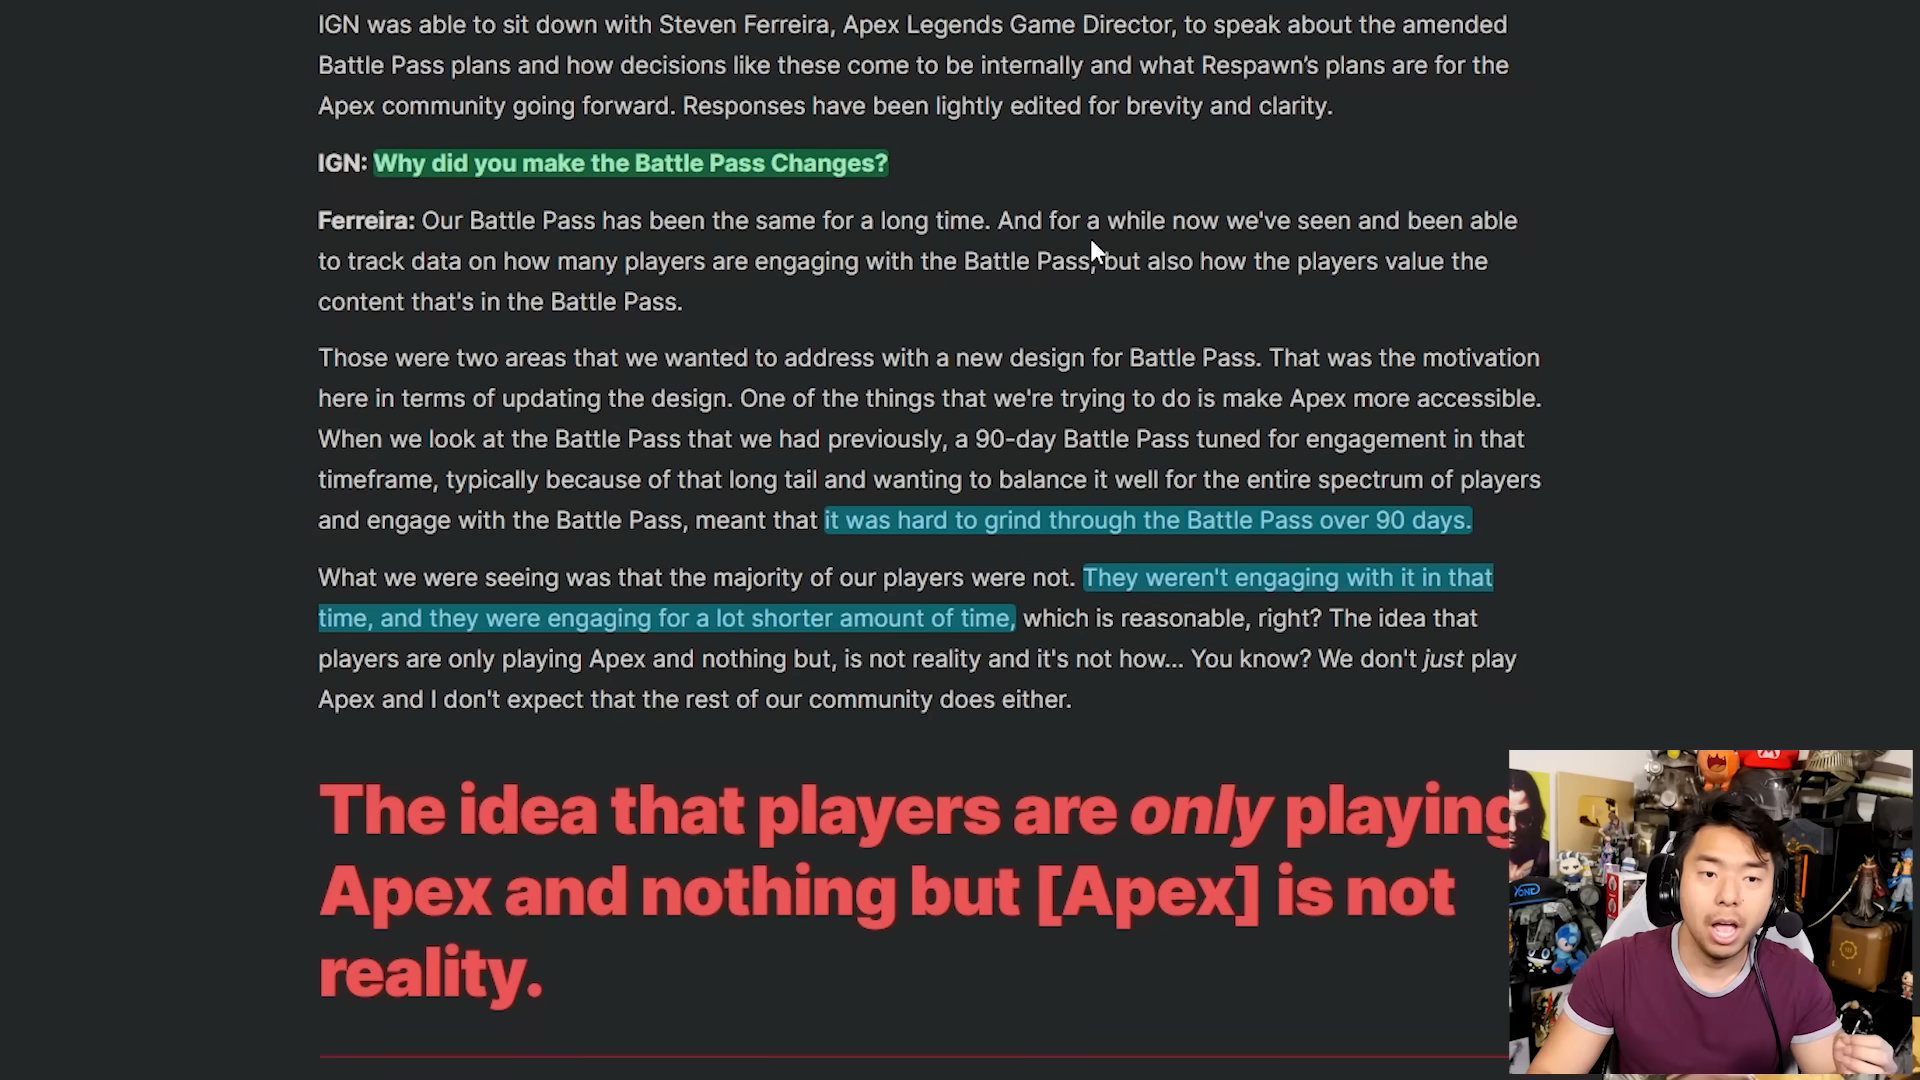 IGN was able to sit down with Steven Ferreira, Apex Legends Game Director, to speak about the amended
Battle Pass plans and how decisions like these come to be internally and what Respawn’s plans are for the
Apex community going forward. Responses have been lightly edited for brevity and clarity.
IGN: Why did you make the Battle Pass Changes?
Ferreira: Our Battle Pass has been the same for a long time. And for a while now we've seen and been able
to track data on how many players are engaging with the Battle Pass, but also how the players value the
content that's in the Battle Pass.
Those were two areas that we wanted to address with a new design for Battle Pass. That was the motivation
here in terms of updating the design. One of the things that we're trying to do is make Apex more accessible.
When we look at the Battle Pass that we had previously, a 90-day Battle Pass tuned for engagement in that
timeframe, typically because of that long tail and wanting to balance it well for the entire spectrum of players
and engage with the Battle Pass, meant that it was hard to grind through the Battle Pass over 90 days.
What we were seeing was that the majority of our players were not. They weren't engaging with it in that
time, and they were engaging for a lot shorter amount of time, which is reasonable, right? The idea that
players are only playing Apex and nothing but, is not reality and it's not how... You know? We don't just play
Apex and I don't expect that the rest of our community does either.
The idea that players are only playing
Apex and nothing but [Apex] is not
reality.